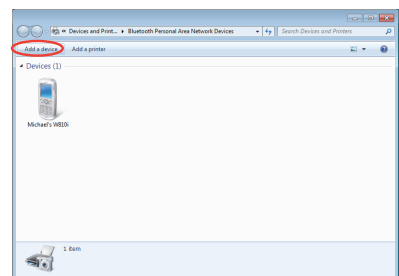 « Devices and Print... ▸ Bluetooth Personal Area Network Devices
Search Devices and Printers
Add a device Add a printer
Devices (1)
Michael's W810i
1 item